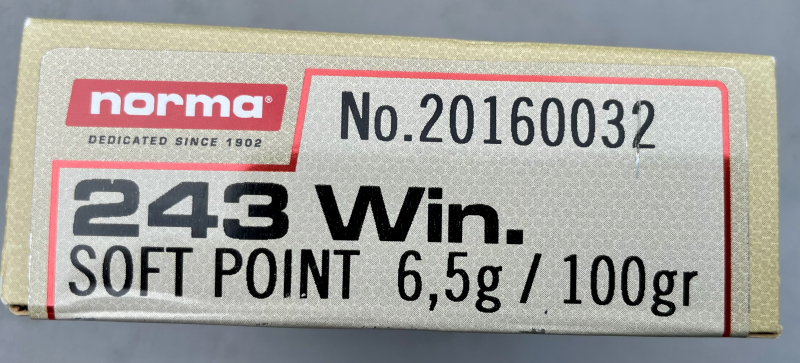 norma®
DEDICATED SINCE 1902
No.20160032
243 Win.
SOFT POINT 6,5g / 100gr